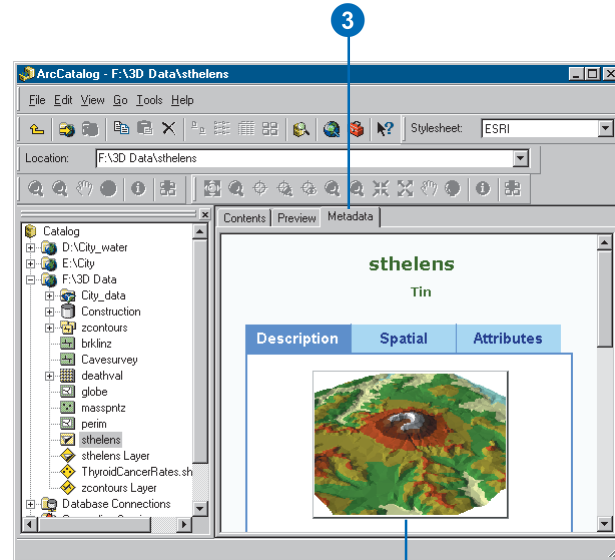 3
ArcCatalog - F:\3D Data\sthelens
File Edit View Go Tools Help
Stylesheet: ESRI
Location: F:\3D Data\sthelens
Contents Preview Metadata
Catalog
D:\City_water
E:\City
F:\3D Data
City_data
Construction
zcontours
brklinz
Cavesurvey
deathval
globe
masspntz
perim
sthelens
sthelens Layer
ThyroidCancerRates.sh
zcontours Layer
Database Connections
sthelens
Tin
Description Spatial Attributes